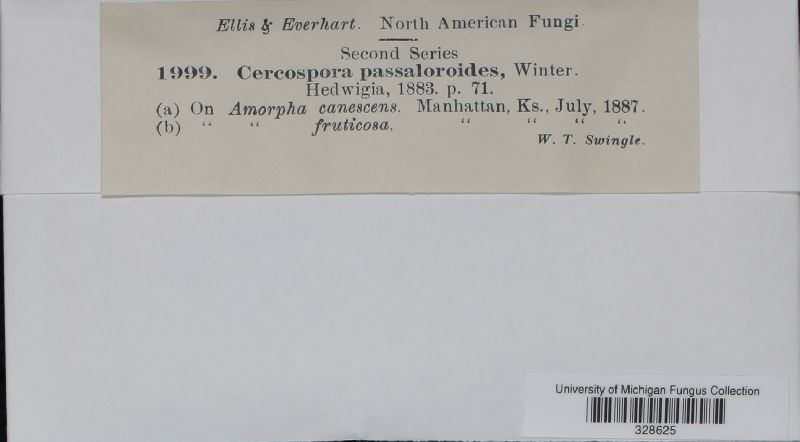 Ellis & Everhart. North American Fungi.
Second Series
1999. Cercospora passaloroides, Winter.
Hedwigia, 1883. p. 71.
(a) On Amorpha canescens. Manhattan, Ks., July, 1887.
(b) “ “ fruticosa, “ “ “ “
W. T. Swingle.
University of Michigan Fungus Collection
328625